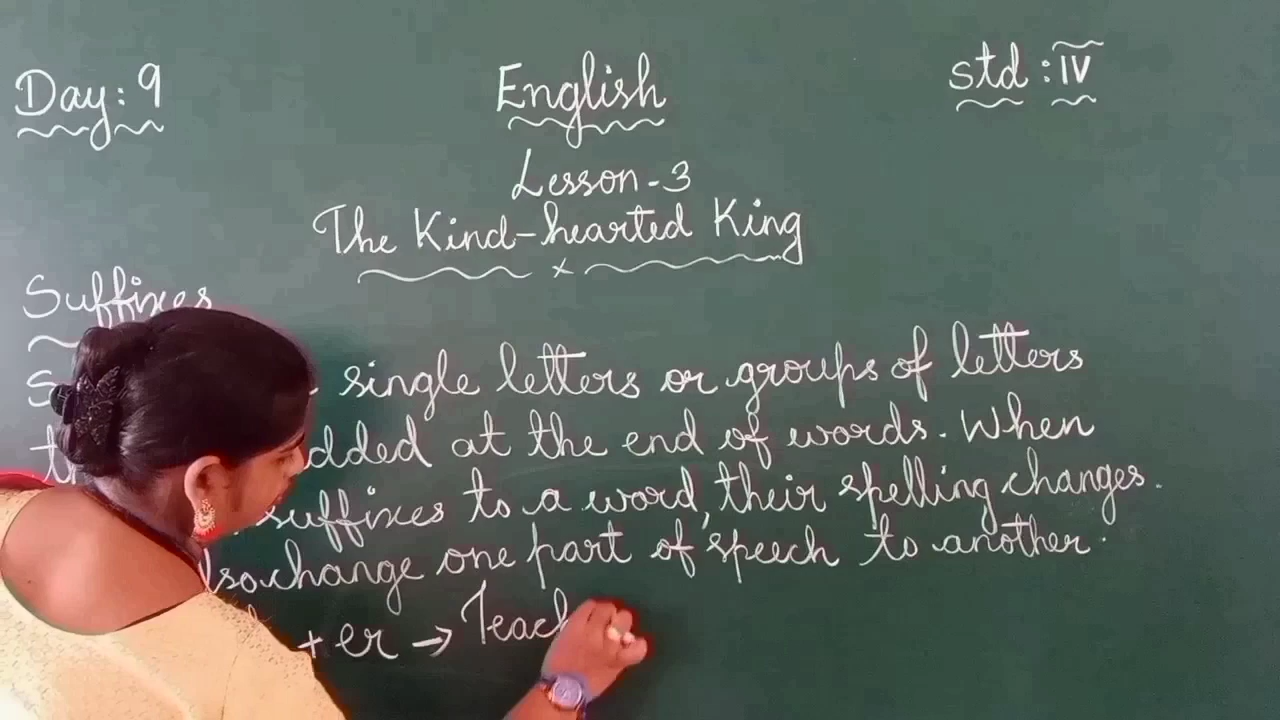 Day: 9
English
std: IV
Lesson-3
The Kind-hearted King
Suffixes
single letters or groups of letters
dded at the end of words. When
suffixes to a word, their spelling changes.
lso change one part of speech to another.
+ er → Teach